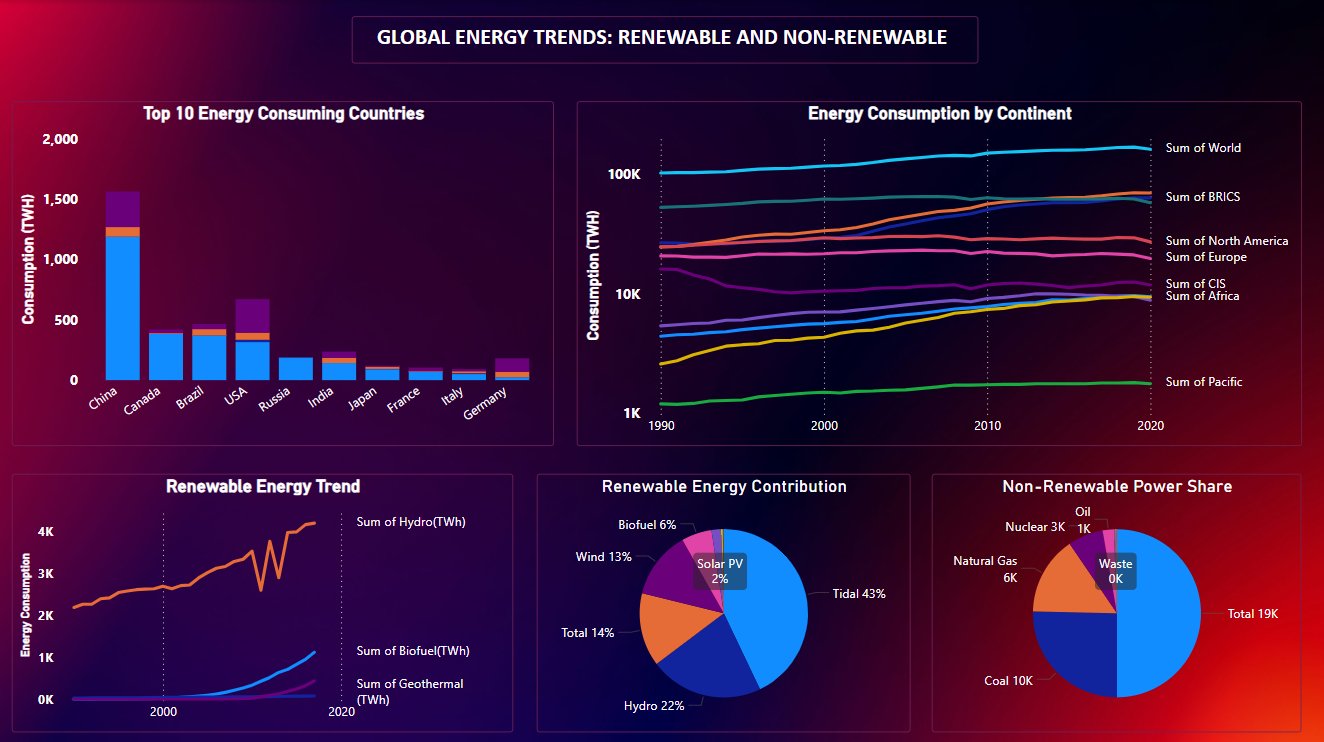 GLOBAL ENERGY TRENDS: RENEWABLE AND NON-RENEWABLE
Top 10 Energy Consuming Countries
Consumption (TWH)
2,000
1,500
1,000
500
0
China
Canada
Brazil
USA
Russia
India
Japan
France
Italy
Germany
Energy Consumption by Continent
Consumption (TWH)
100K
10K
1K
1990
2000
2010
2020
Sum of World
Sum of BRICS
Sum of North America
Sum of Europe
Sum of CIS
Sum of Africa
Sum of Pacific
Renewable Energy Trend
Energy Consumption
4K
3K
2K
1K
0K
2000
2020
Sum of Hydro(TWh)
Sum of Biofuel(TWh)
Sum of Geothermal
(TWh)
Renewable Energy Contribution
Biofuel 6%
Wind 13%
Solar PV
2%
Tidal 43%
Total 14%
Hydro 22%
Non-Renewable Power Share
Oil
1K
Nuclear 3K
Natural Gas
6K
Waste
0K
Total 19K
Coal 10K